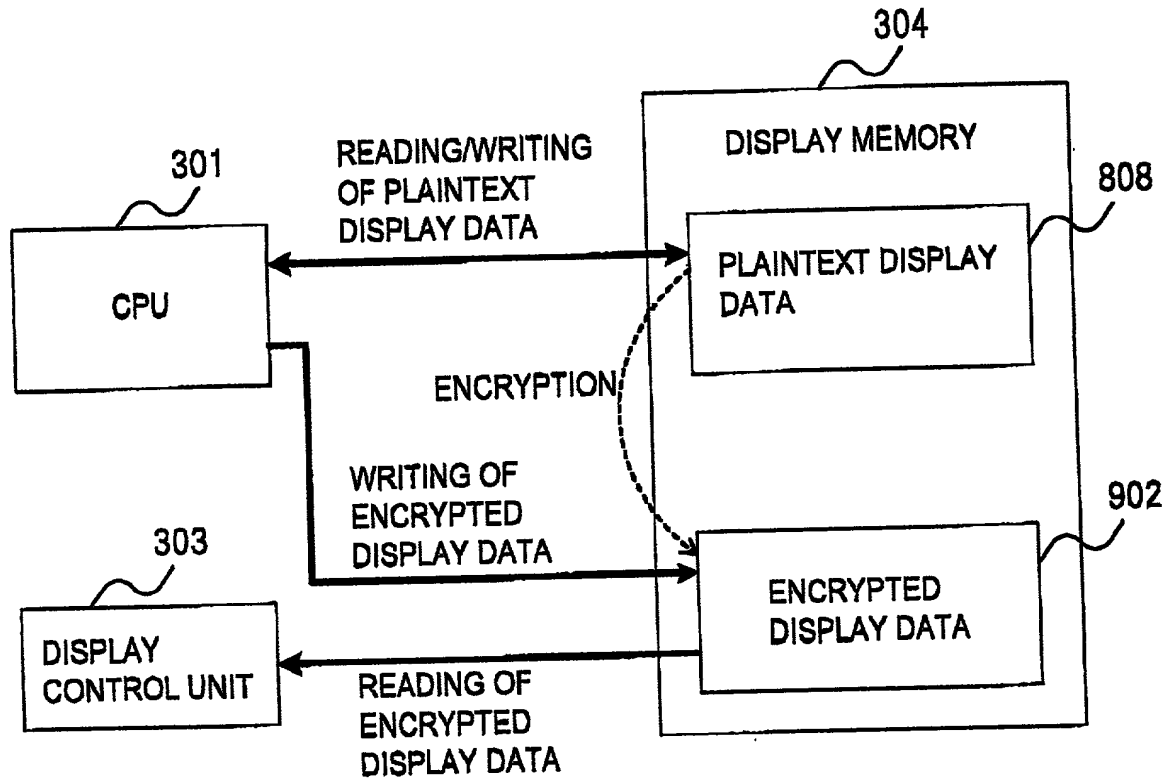 304
DISPLAY MEMORY
301
READING/WRITING
OF PLAINTEXT
DISPLAY DATA
808
CPU
PLAINTEXT DISPLAY
DATA
ENCRYPTION
WRITING OF
ENCRYPTED
DISPLAY DATA
902
303
ENCRYPTED
DISPLAY DATA
DISPLAY
CONTROL UNIT
READING OF
ENCRYPTED
DISPLAY DATA